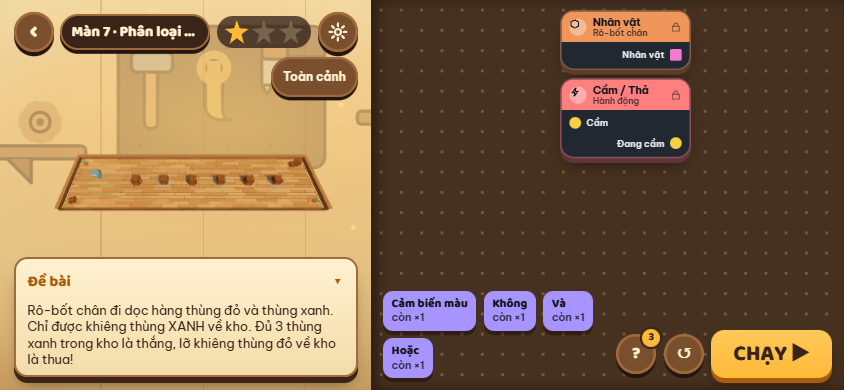 Màn 7 · Phân loại ...
Toàn cảnh
Đề bài
Rô-bốt chân đi dọc hàng thùng đỏ và thùng xanh.
Chỉ được khiêng thùng XANH về kho. Đủ 3 thùng
xanh trong kho là thắng, lỡ khiêng thùng đỏ về kho
là thua!
Nhân vật
Rô-bốt chân
Nhân vật
Cầm / Thả
Hành động
Cầm
Đang cầm
Cảm biến màu
còn ×1
Không
còn ×1
Và
còn ×1
Hoặc
còn ×1
?
3
CHẠY